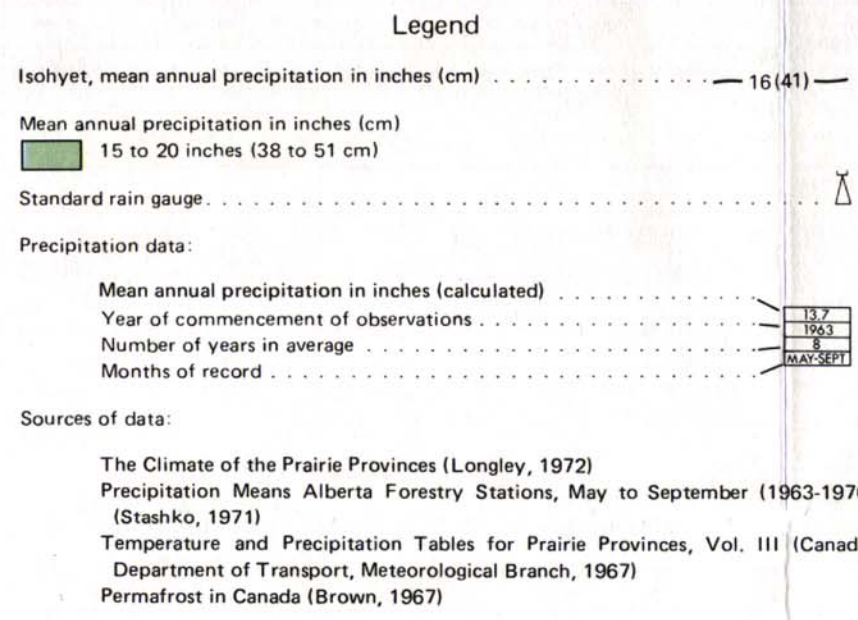 Legend
Isohyet, mean annual precipitation in inches (cm) . . . . . . . . . . . . . . — 16(41) —
Mean annual precipitation in inches (cm)
15 to 20 inches (38 to 51 cm)
Standard rain gauge. . . . . . . . . . . . . . . . . . . . . . . . . . . . . . . . . . . . . .
Precipitation data:
Mean annual precipitation in inches (calculated) . . . . . . . . . . . . 13.7
Year of commencement of observations . . . . . . . . . . . . . . . . . 1963
Number of years in average . . . . . . . . . . . . . . . . . . . . . . . . 8
Months of record . . . . . . . . . . . . . . . . . . . . . . . . . . . . . . MAY-SEPT
Sources of data:
The Climate of the Prairie Provinces (Longley, 1972)
Precipitation Means Alberta Forestry Stations, May to September (1963-197
(Stashko, 1971)
Temperature and Precipitation Tables for Prairie Provinces, Vol. III (Canad
Department of Transport, Meteorological Branch, 1967)
Permafrost in Canada (Brown, 1967)